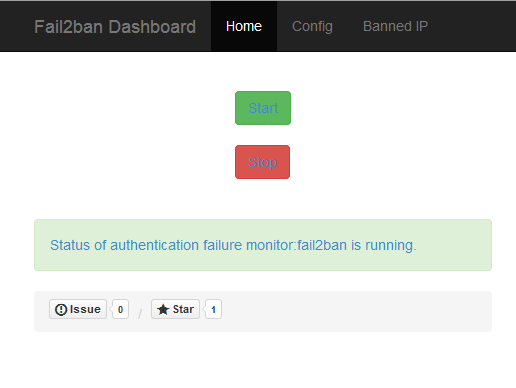 Fail2ban Dashboard Home Config Banned IP
Start
Stop
Status of authentication failure monitor:fail2ban is running.
Issue 0 / Star 1